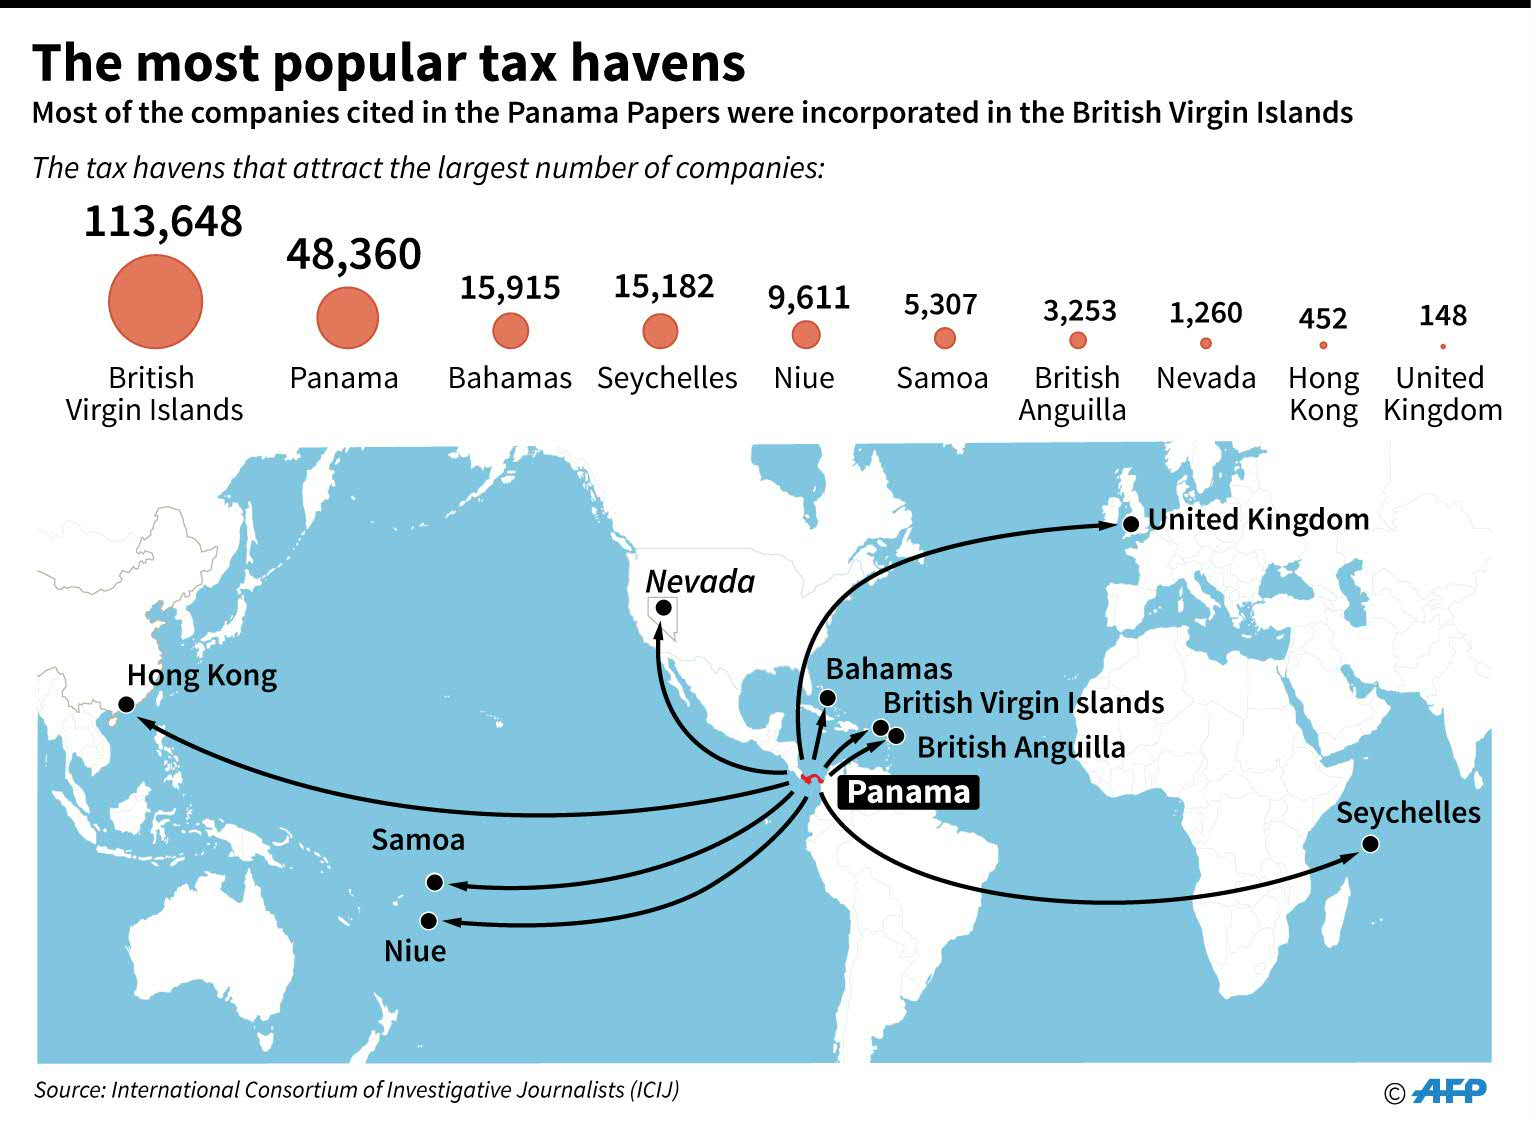 The most popular tax havens
Most of the companies cited in the Panama Papers were incorporated in the British Virgin Islands
The tax havens that attract the largest number of companies:
113,648
48,360
15,915
15,182
9,611
5,307
3,253
1,260
452
148
British
Virgin Islands
Panama
Bahamas
Seychelles
Niue
Samoa
British
Anguilla
Nevada
Hong
Kong
United
Kingdom
United Kingdom
Nevada
Hong Kong
Bahamas
British Virgin Islands
British Anguilla
Panama
Seychelles
Samoa
Niue
Source: International Consortium of Investigative Journalists (ICIJ)
© AFP